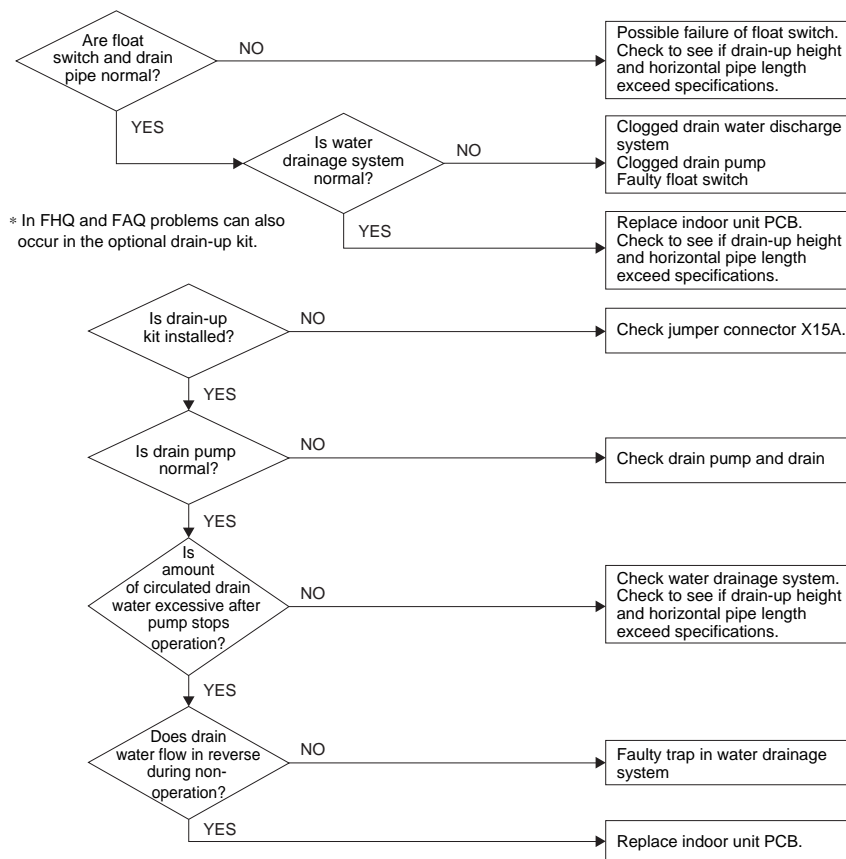 Are float
switch and drain
pipe normal?
NO
Possible failure of float switch.
Check to see if drain-up height
and horizontal pipe length
exceed specifications.
YES
Is water
drainage system
normal?
NO
Clogged drain water discharge
system
Clogged drain pump
Faulty float switch
* In FHQ and FAQ problems can also
occur in the optional drain-up kit.
YES
Replace indoor unit PCB.
Check to see if drain-up height
and horizontal pipe length
exceed specifications.
Is drain-up
kit installed?
NO
Check jumper connector X15A.
YES
Is drain pump
normal?
NO
Check drain pump and drain
YES
Is
amount
of circulated drain
water excessive after
pump stops
operation?
NO
Check water drainage system.
Check to see if drain-up height
and horizontal pipe length
exceed specifications.
YES
Does drain
water flow in reverse
during non-
operation?
NO
Faulty trap in water drainage
system
YES
Replace indoor unit PCB.